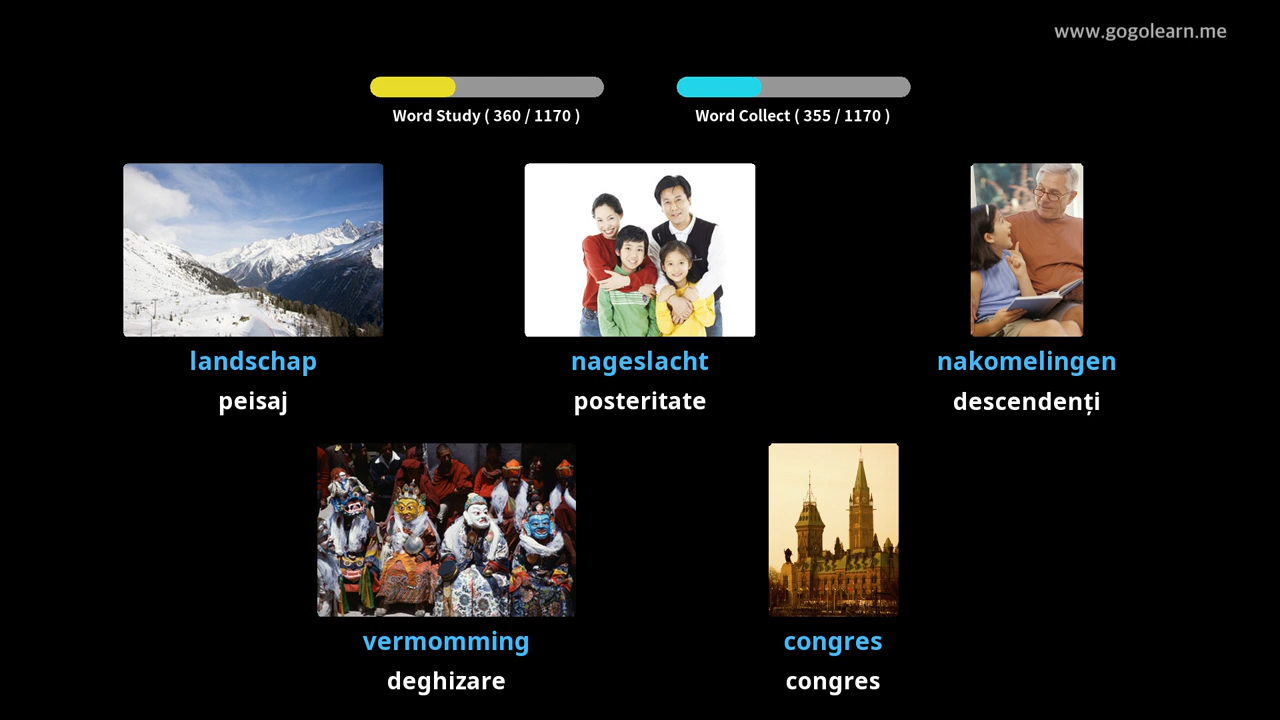 www.gogolearn.me
Word Study ( 360 / 1170 )
Word Collect ( 355 / 1170 )
landschap
peisaj
nageslacht
posteritate
nakomelingen
descendenți
vermomming
deghizare
congres
congres